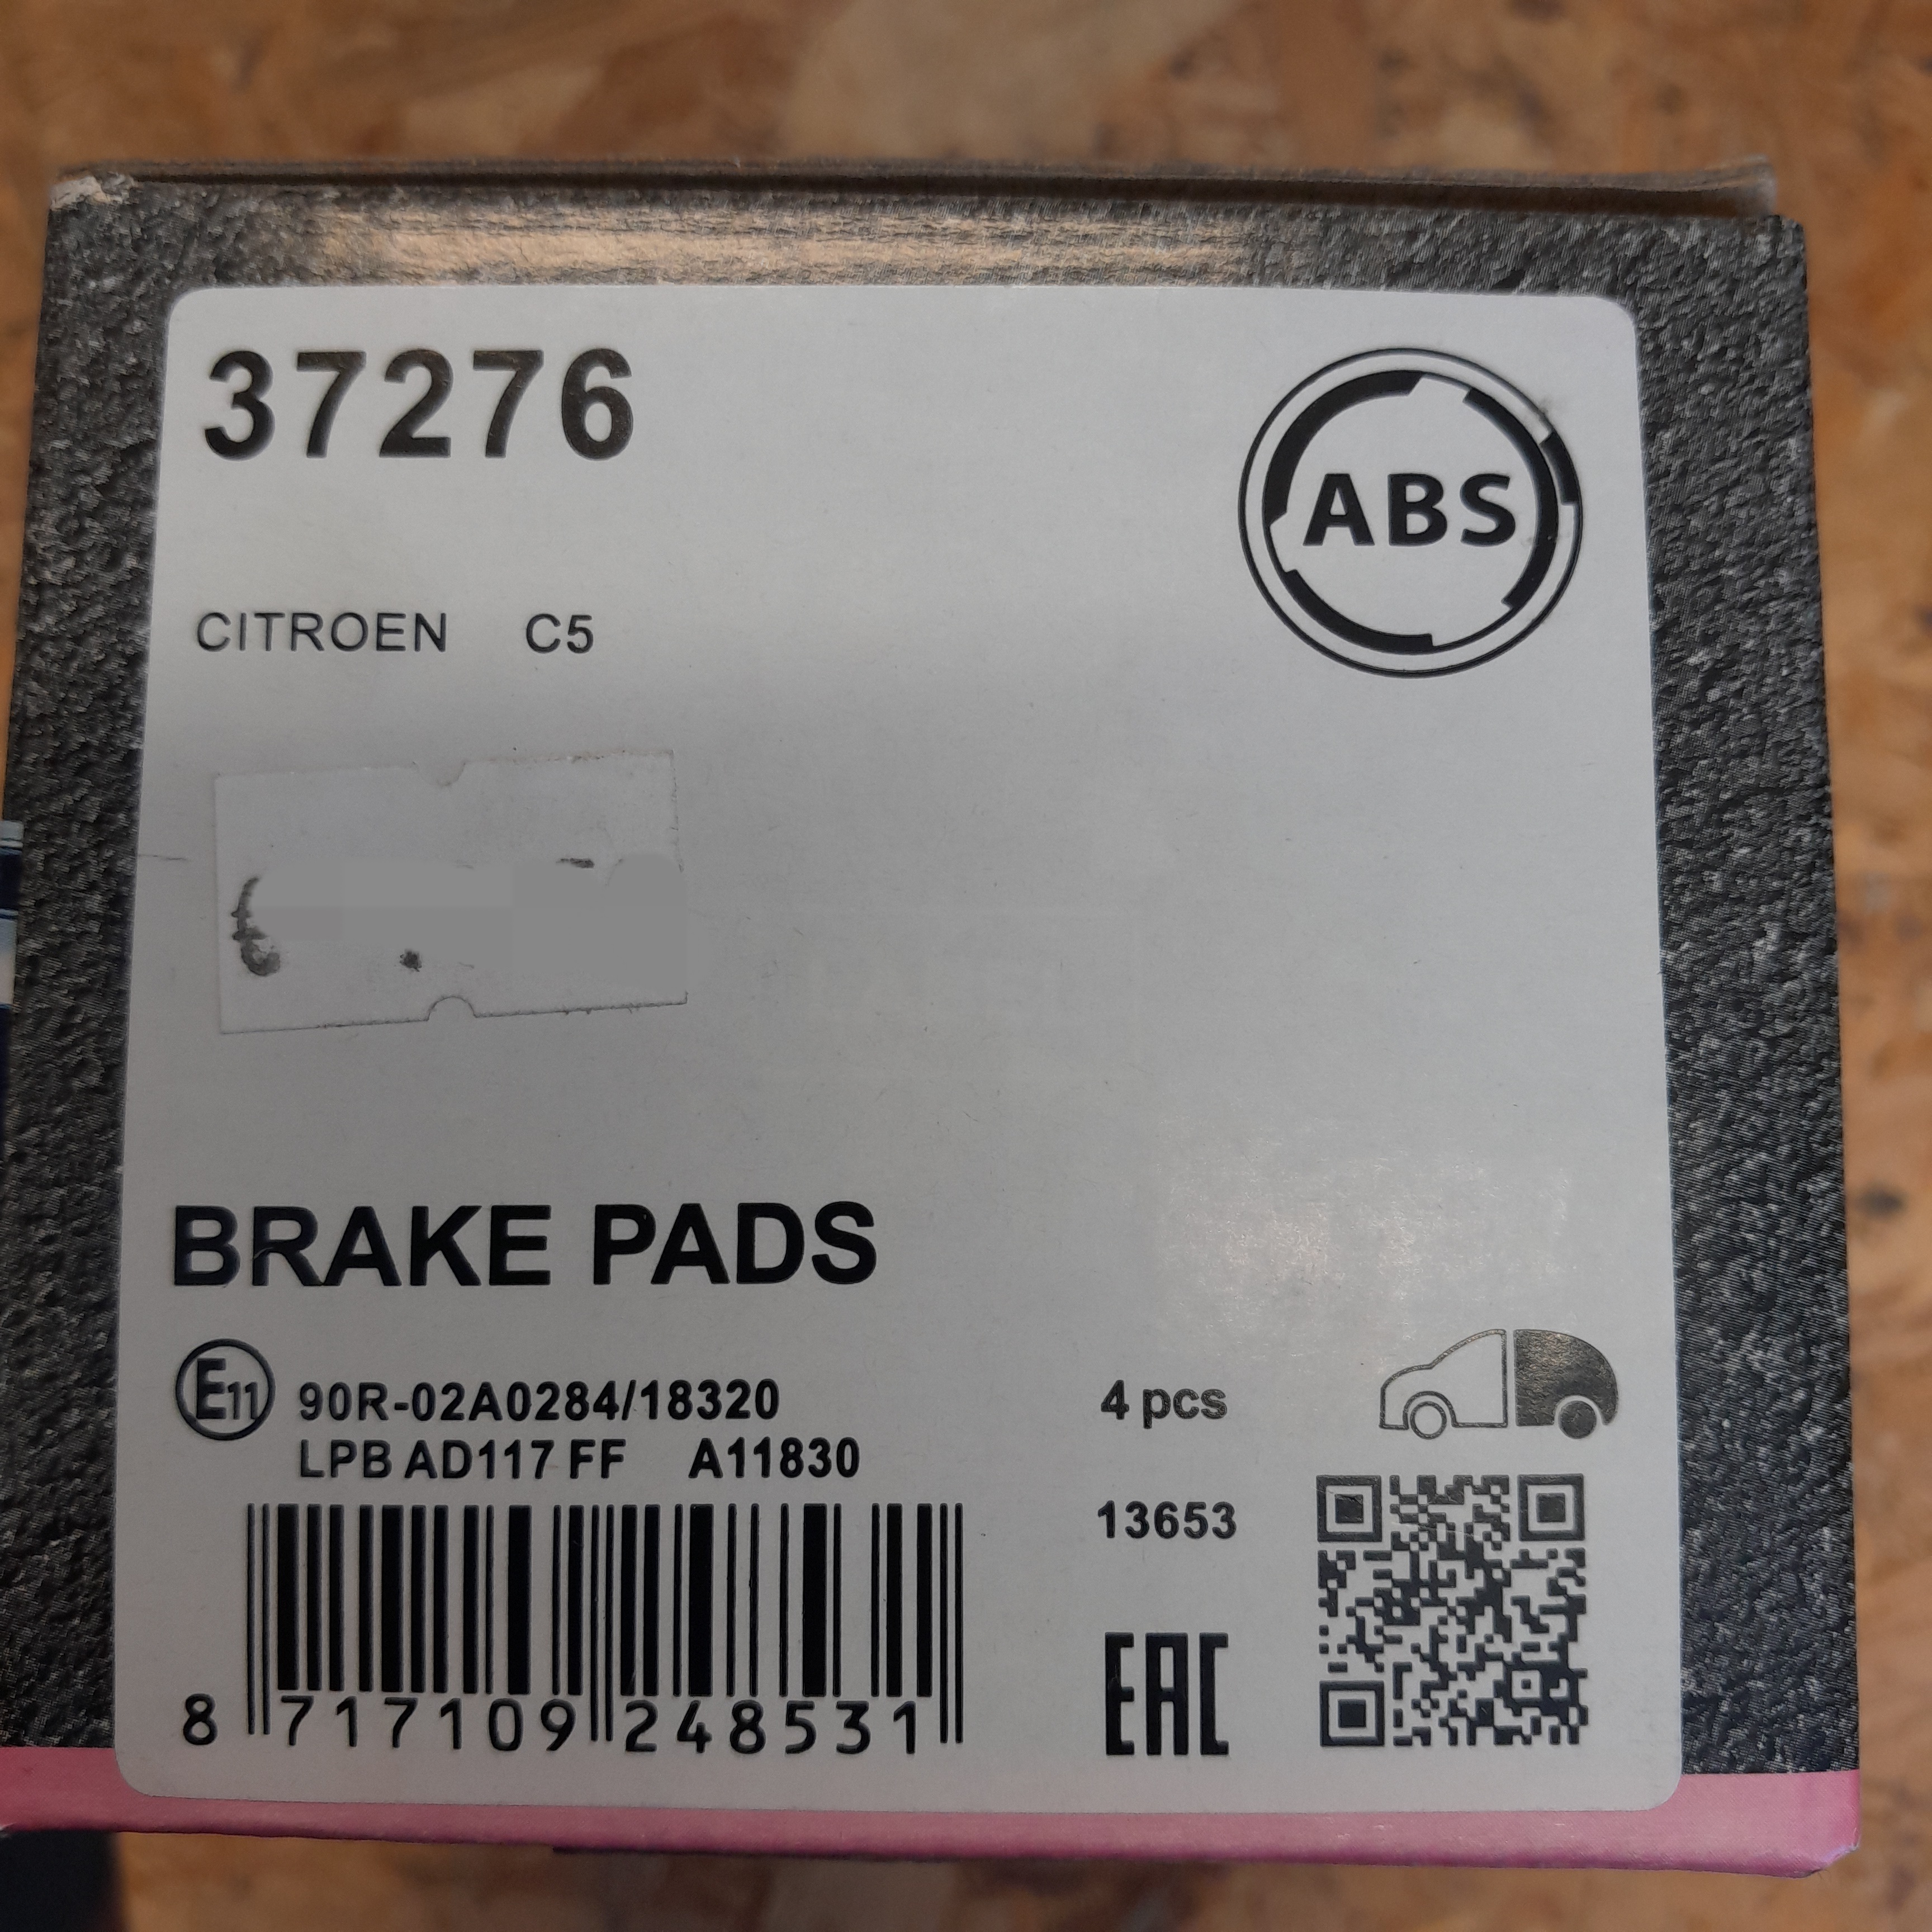 37276
ABS
CITROEN C5
BRAKE PADS
E11 90R-02A0284/18320
LPB AD117 FF A11830
4 pcs
13653
EAC
8 717109 248531